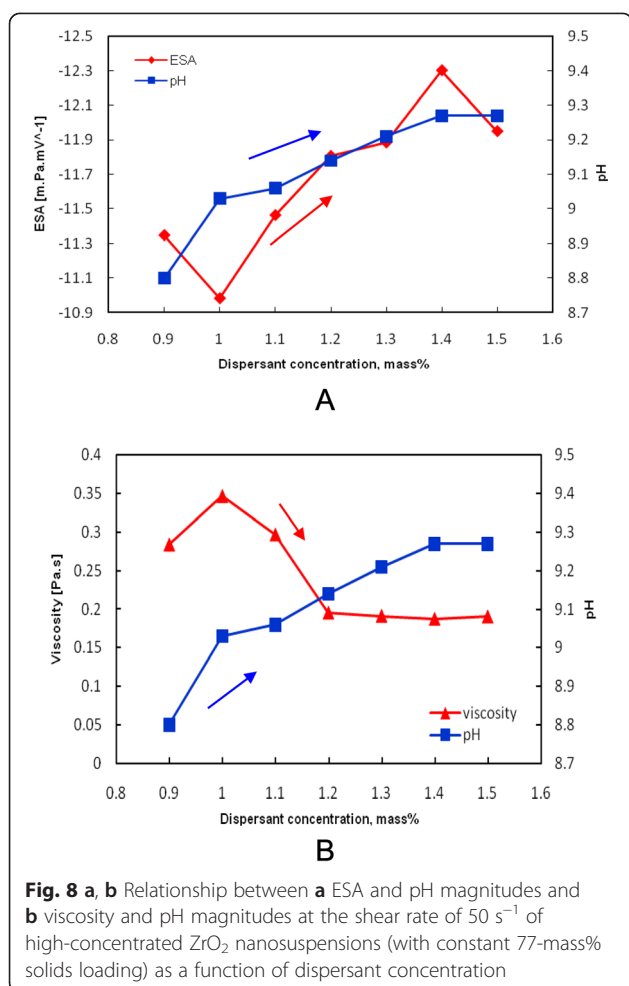 -12.5
-12.3
-12.1
-11.9
-11.7
-11.5
-11.3
-11.1
-10.9
ESA [m.Pa.mV^-1]
ESA
pH
9.5
9.4
9.3
9.2
9.1
9
8.9
8.8
8.7
pH
0.8 0.9 1 1.1 1.2 1.3 1.4 1.5 1.6
Dispersant concentration, mass%
A
0.4
0.35
0.3
0.25
0.2
0.15
0.1
0.05
0
Viscosity [Pa.s]
9.5
9.4
9.3
9.2
9.1
9
8.9
8.8
8.7
pH
viscosity
pH
0.8 0.9 1 1.1 1.2 1.3 1.4 1.5 1.6
Dispersant concentration, mass%
B
Fig. 8 a, b Relationship between a ESA and pH magnitudes and
b viscosity and pH magnitudes at the shear rate of 50 s⁻¹ of
high-concentrated ZrO₂ nanosuspensions (with constant 77-mass%
solids loading) as a function of dispersant concentration